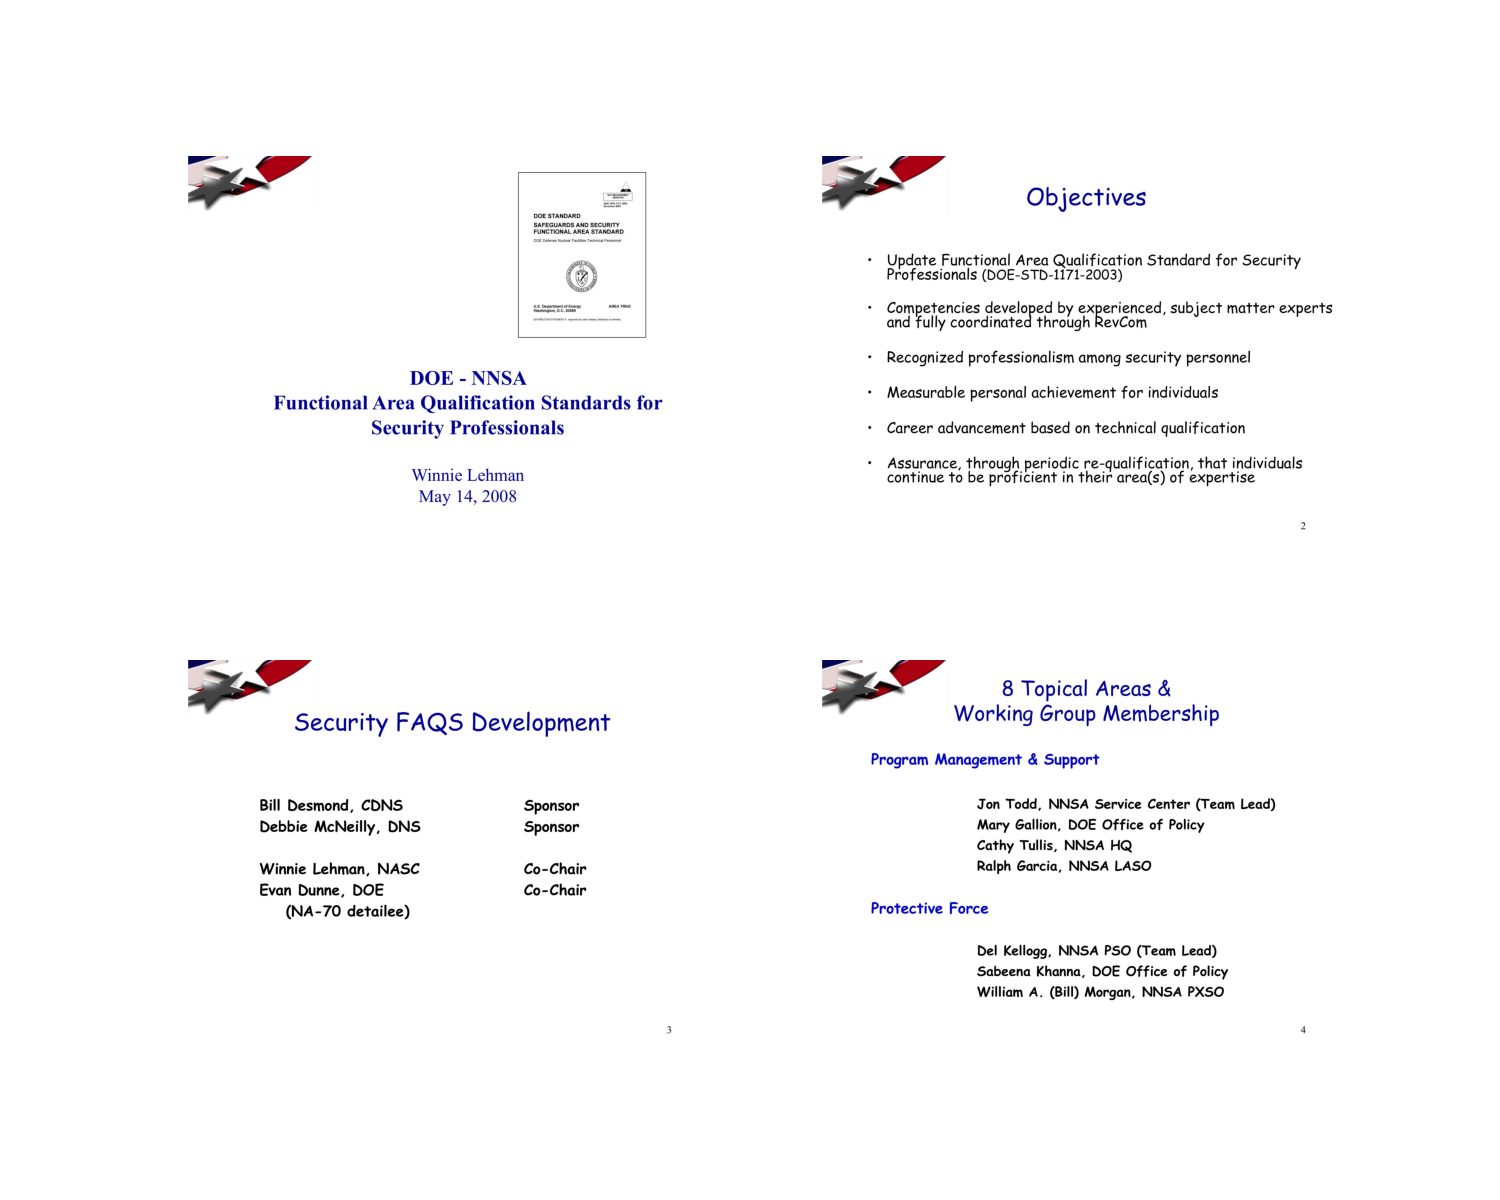 DOE STANDARD
SAFEGUARDS AND SECURITY
FUNCTIONAL AREA STANDARD
DOE Defense Nuclear Facilities Technical Personnel
U.S. Department of Energy AREA TRNG
Washington, D.C. 20585
DOE - NNSA
Functional Area Qualification Standards for
Security Professionals
Winnie Lehman
May 14, 2008
Objectives
• Update Functional Area Qualification Standard for Security
Professionals (DOE-STD-1171-2003)
• Competencies developed by experienced, subject matter experts
and fully coordinated through RevCom
• Recognized professionalism among security personnel
• Measurable personal achievement for individuals
• Career advancement based on technical qualification
• Assurance, through periodic re-qualification, that individuals
continue to be proficient in their area(s) of expertise
2
Security FAQS Development
Bill Desmond, CDNS Sponsor
Debbie McNeilly, DNS Sponsor
Winnie Lehman, NASC Co-Chair
Evan Dunne, DOE Co-Chair
(NA-70 detailee)
3
8 Topical Areas &
Working Group Membership
Program Management & Support
Jon Todd, NNSA Service Center (Team Lead)
Mary Gallion, DOE Office of Policy
Cathy Tullis, NNSA HQ
Ralph Garcia, NNSA LASO
Protective Force
Del Kellogg, NNSA PSO (Team Lead)
Sabeena Khanna, DOE Office of Policy
William A. (Bill) Morgan, NNSA PXSO
4